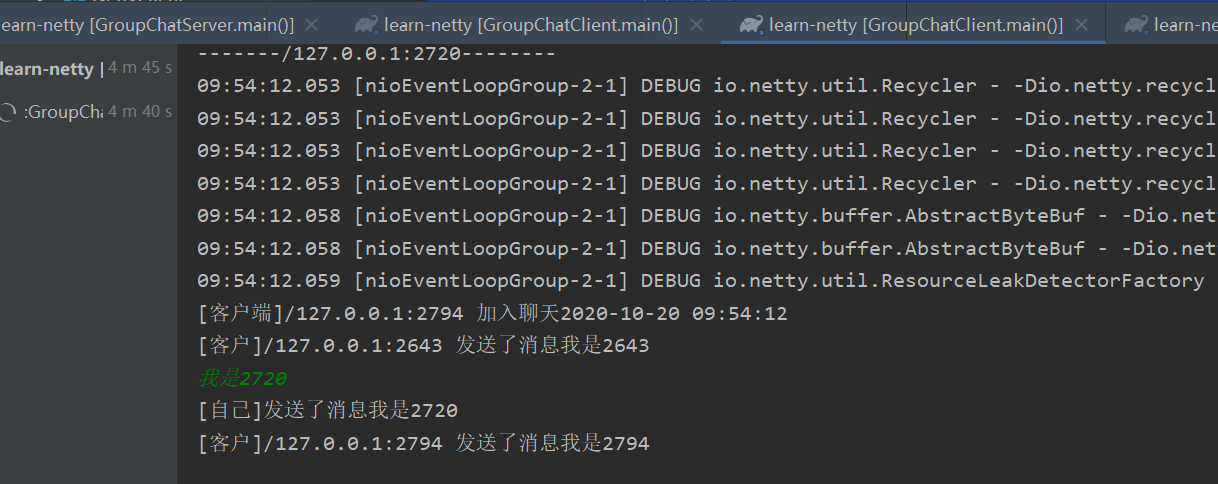 learn-netty [GroupChatServer.main()] learn-netty [GroupChatClient.main()] learn-netty [GroupChatClient.main()] learn-n
-------/127.0.0.1:2720--------
learn-netty [ 4 m 45 s
09:54:12.053 [nioEventLoopGroup-2-1] DEBUG io.netty.util.Recycler - -Dio.netty.recycl
:GroupCha 4 m 40 s
09:54:12.053 [nioEventLoopGroup-2-1] DEBUG io.netty.util.Recycler - -Dio.netty.recycl
09:54:12.053 [nioEventLoopGroup-2-1] DEBUG io.netty.util.Recycler - -Dio.netty.recycl
09:54:12.053 [nioEventLoopGroup-2-1] DEBUG io.netty.util.Recycler - -Dio.netty.recycl
09:54:12.058 [nioEventLoopGroup-2-1] DEBUG io.netty.buffer.AbstractByteBuf - -Dio.net
09:54:12.058 [nioEventLoopGroup-2-1] DEBUG io.netty.buffer.AbstractByteBuf - -Dio.net
09:54:12.059 [nioEventLoopGroup-2-1] DEBUG io.netty.util.ResourceLeakDetectorFactory
[客户端]/127.0.0.1:2794 加入聊天2020-10-20 09:54:12
[客户]/127.0.0.1:2643 发送了消息我是2643
我是2720
[自己]发送了消息我是2720
[客户]/127.0.0.1:2794 发送了消息我是2794